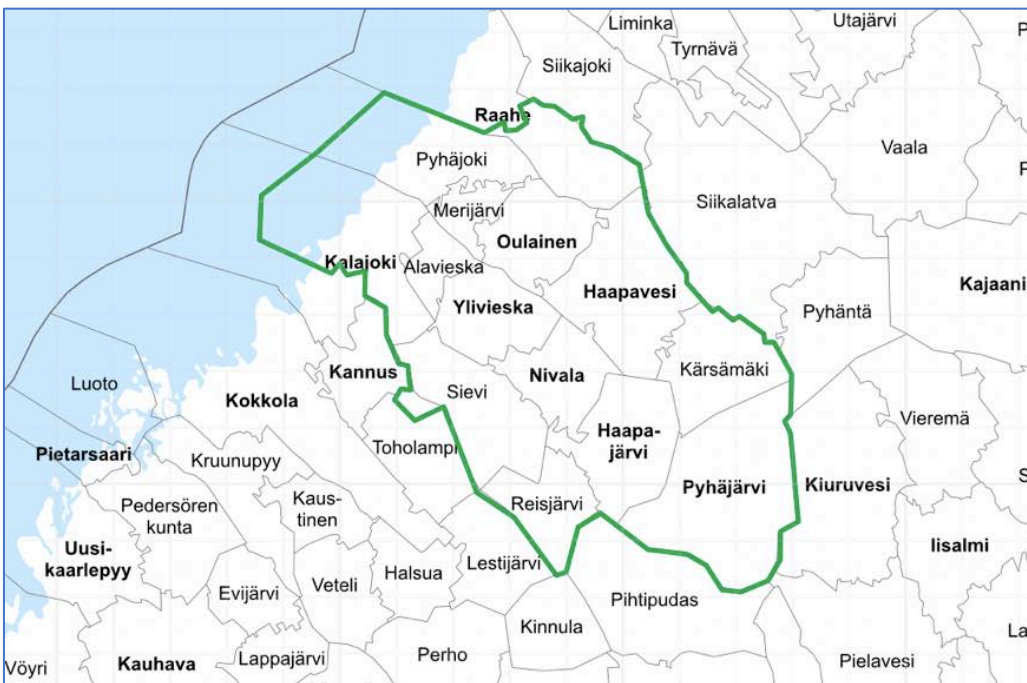 Liminka
Utajärvi
P
Tyrnävä
Siikajoki
Raahe
Vaala
Pyhäjoki
P
Siikalatva
Merijärvi
Oulainen
Kalajoki
Alavieska
Kajaani
Haapavesi
Ylivieska
Pyhäntä
Kärsämäki
Kannus
Nivala
Luoto
Sievi
Kokkola
Vieremä
Haapa-
järvi
Toholampi
Pietarsaari
Kruunupyy
S
Pyhäjärvi
Kiuruvesi
Kaus-
tinen
Pedersören
kunta
Reisjärvi
Uusi-
kaarlepyy
Iisalmi
Lestijärvi
Halsua
Veteli
Evijärvi
Pihtipudas
Kinnula
La
Perho
Lappajärvi
Kauhava
Vöyri
Pielavesi